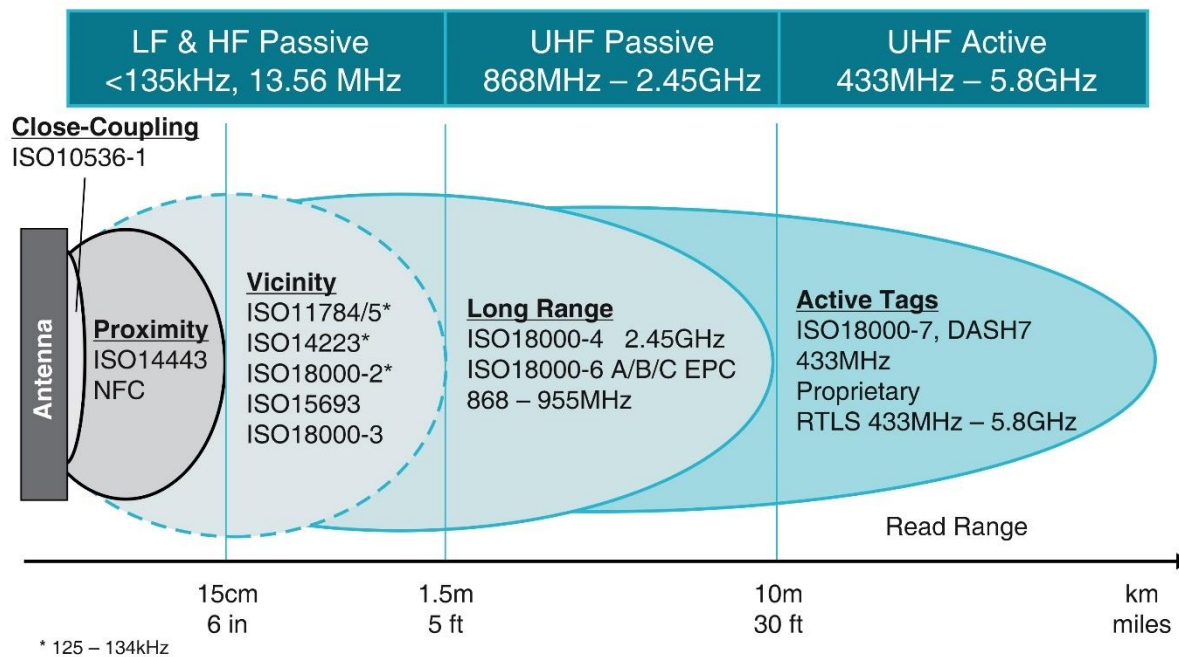 LF & HF Passive
<135kHz, 13.56 MHz
UHF Passive
868MHz – 2.45GHz
UHF Active
433MHz – 5.8GHz
Close-Coupling
ISO10536-1
Antenna
Proximity
ISO14443
NFC
Vicinity
ISO11784/5*
ISO14223*
ISO18000-2*
ISO15693
ISO18000-3
Long Range
ISO18000-4 2.45GHz
ISO18000-6 A/B/C EPC
868 – 955MHz
Active Tags
ISO18000-7, DASH7
433MHz
Proprietary
RTLS 433MHz – 5.8GHz
Read Range
15cm
6 in
1.5m
5 ft
10m
30 ft
km
miles
* 125 – 134kHz